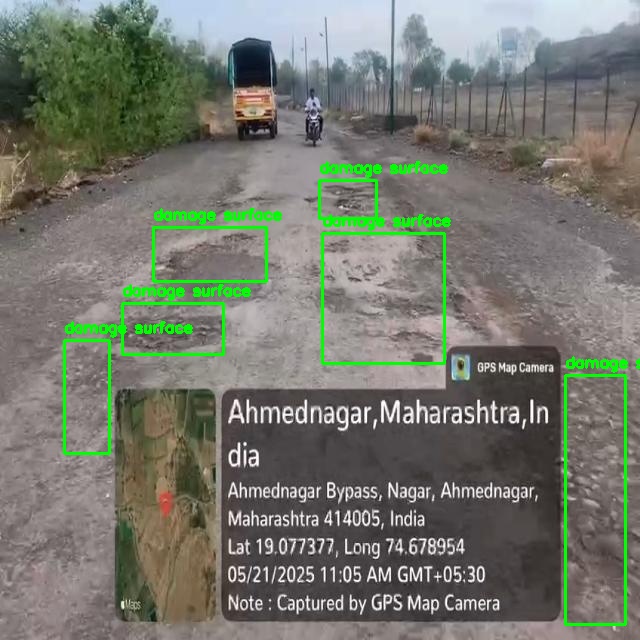 damage surface
damage surface
damage surface
damage surface
damage surface
damage s
GPS Map Camera
Ahmednagar,Maharashtra,In
dia
Ahmednagar Bypass, Nagar, Ahmednagar,
Maharashtra 414005, India
Lat 19.077377, Long 74.678954
05/21/2025 11:05 AM GMT+05:30
Note : Captured by GPS Map Camera
Maps